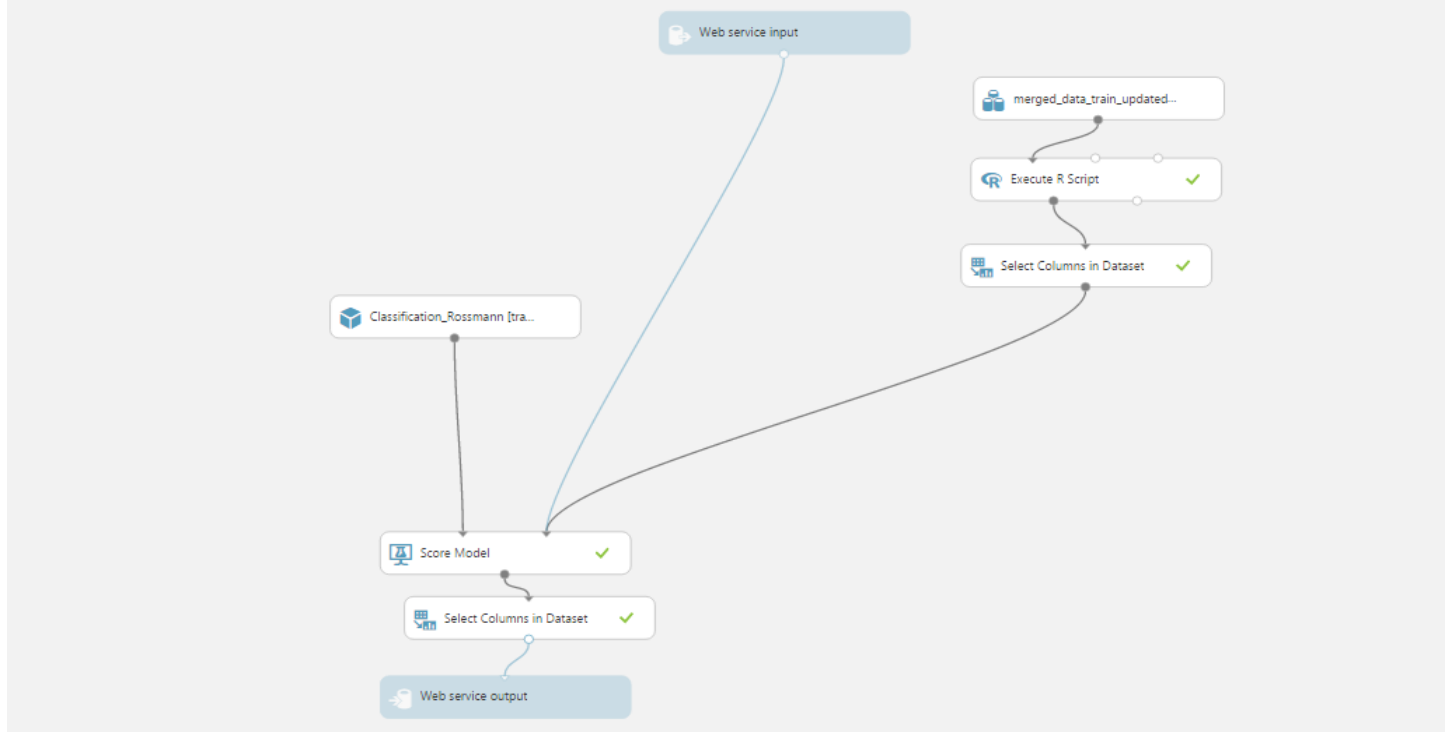 Web service input
merged_data_train_updated...
Execute R Script
Select Columns in Dataset
Classification_Rossmann [tra...
Score Model
Select Columns in Dataset
Web service output